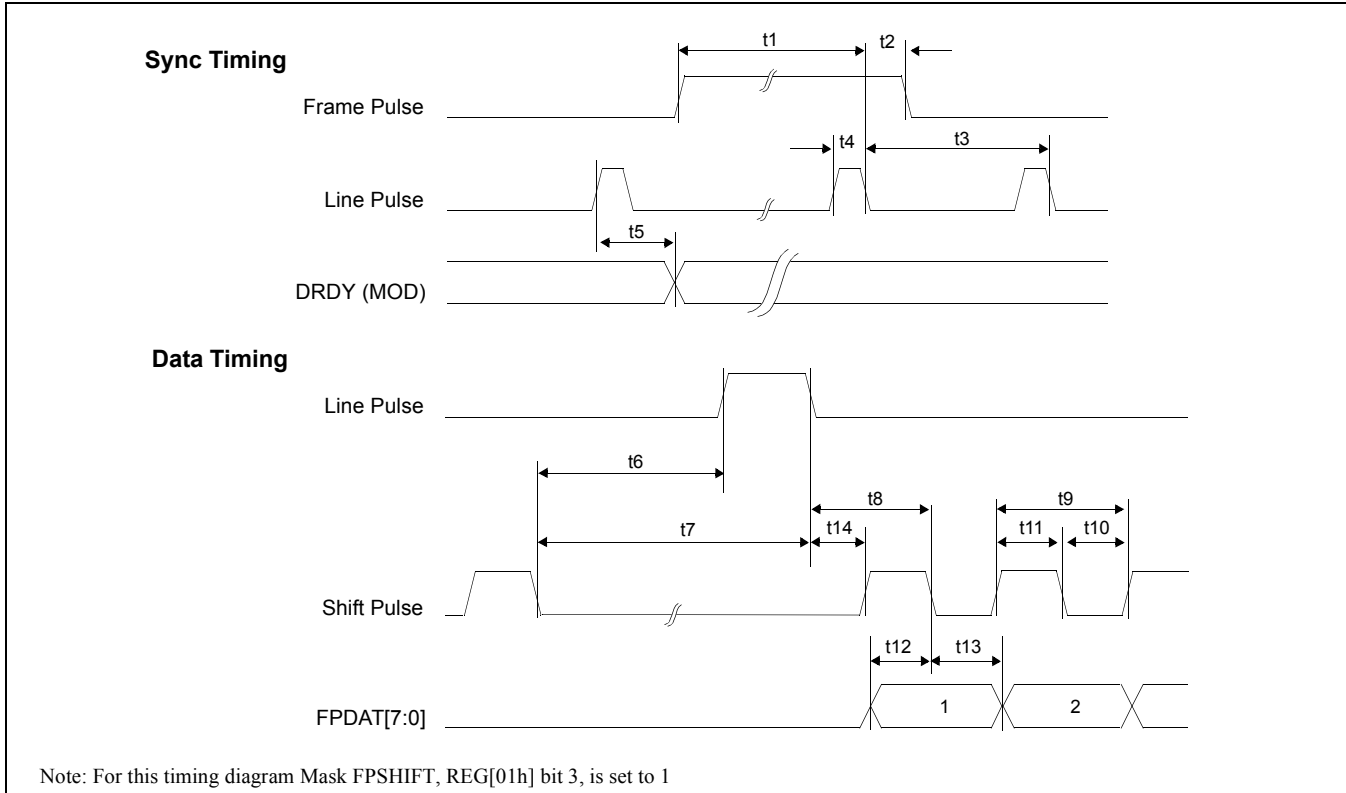 Sync Timing
t1
t2
Frame Pulse
t4
t3
Line Pulse
t5
DRDY (MOD)
Data Timing
Line Pulse
t6
t8
t9
t7
t14
t11
t10
Shift Pulse
t12
t13
FPDAT[7:0]
1
2
Note: For this timing diagram Mask FPSHIFT, REG[01h] bit 3, is set to 1